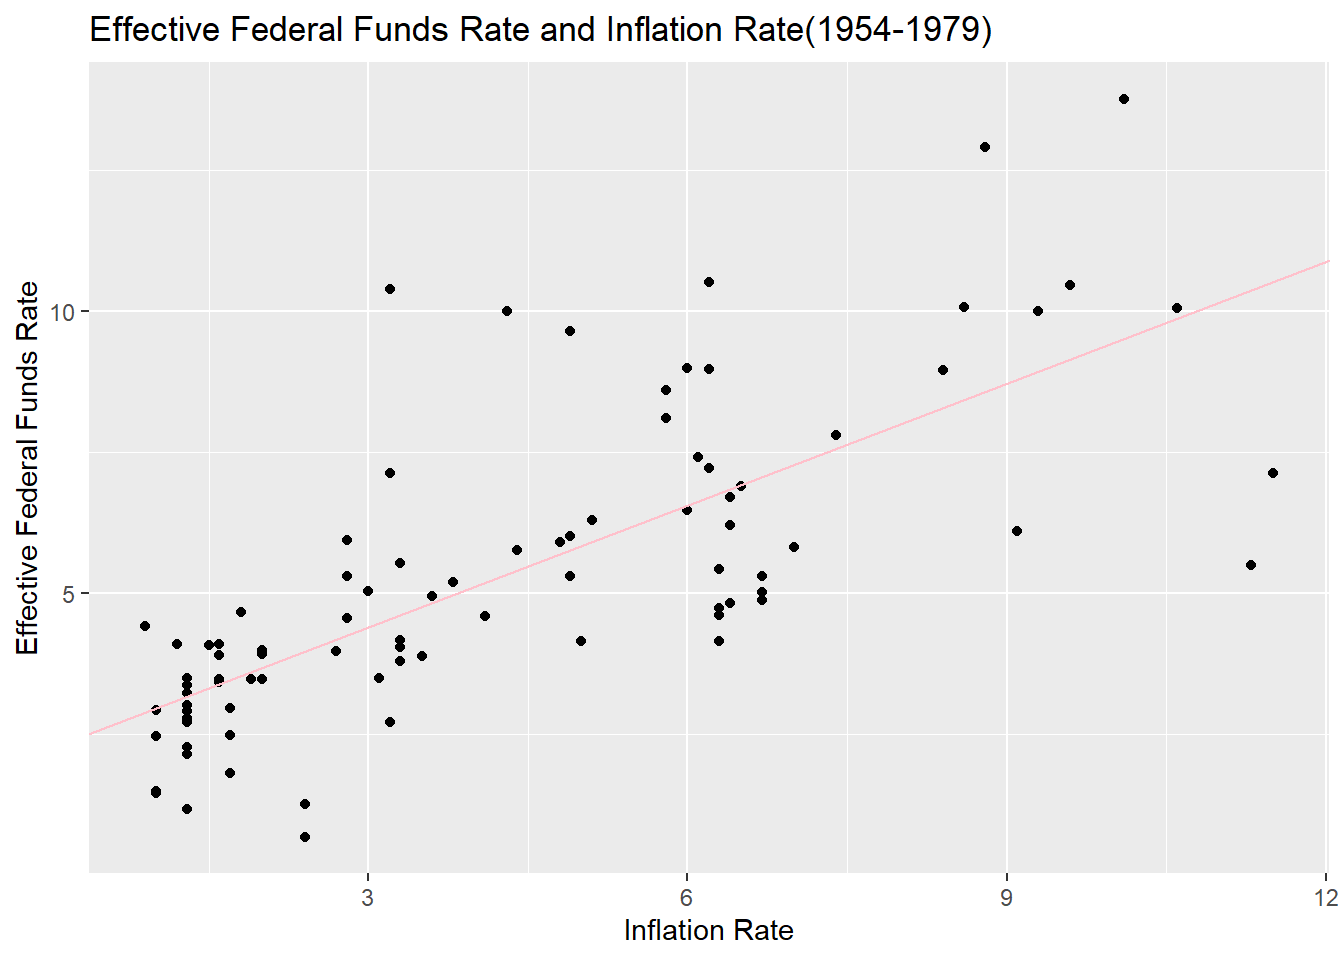 Effective Federal Funds Rate and Inflation Rate(1954-1979)
Effective Federal Funds Rate
10
5
3 6 9 12
Inflation Rate